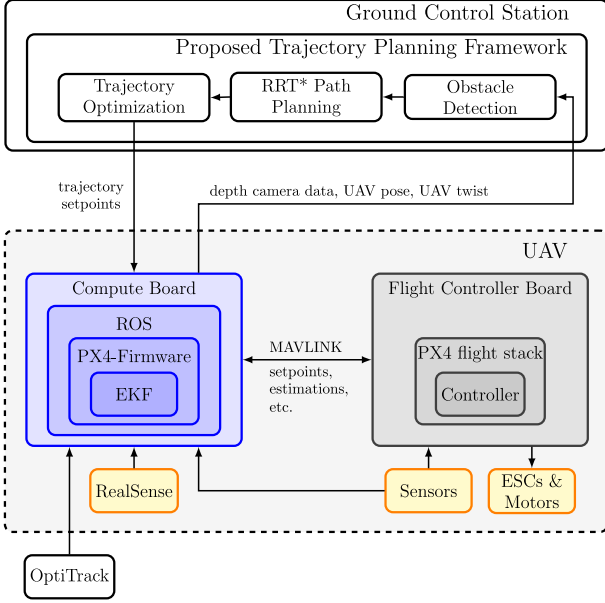 Ground Control Station
Proposed Trajectory Planning Framework
Trajectory
Optimization
RRT* Path
Planning
Obstacle
Detection
trajectory
setpoints
depth camera data, UAV pose, UAV twist
UAV
Compute Board
ROS
PX4-Firmware
EKF
MAVLINK
setpoints,
estimations,
etc.
Flight Controller Board
PX4 flight stack
Controller
RealSense
Sensors
ESCs &
Motors
OptiTrack